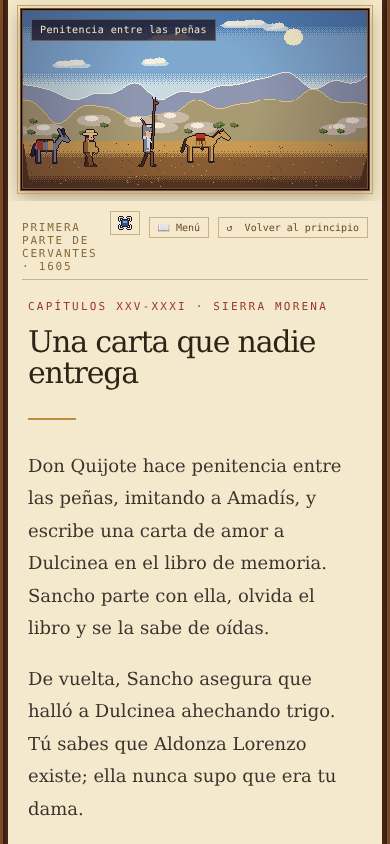 Penitencia entre las peñas
PRIMERA
PARTE DE
CERVANTES
· 1605
📖 Menú
↺ Volver al principio
CAPÍTULOS XXV-XXXI · SIERRA MORENA
Una carta que nadie
entrega
Don Quijote hace penitencia entre
las peñas, imitando a Amadís, y
escribe una carta de amor a
Dulcinea en el libro de memoria.
Sancho parte con ella, olvida el
libro y se la sabe de oídas.
De vuelta, Sancho asegura que
halló a Dulcinea ahechando trigo.
Tú sabes que Aldonza Lorenzo
existe; ella nunca supo que era tu
dama.